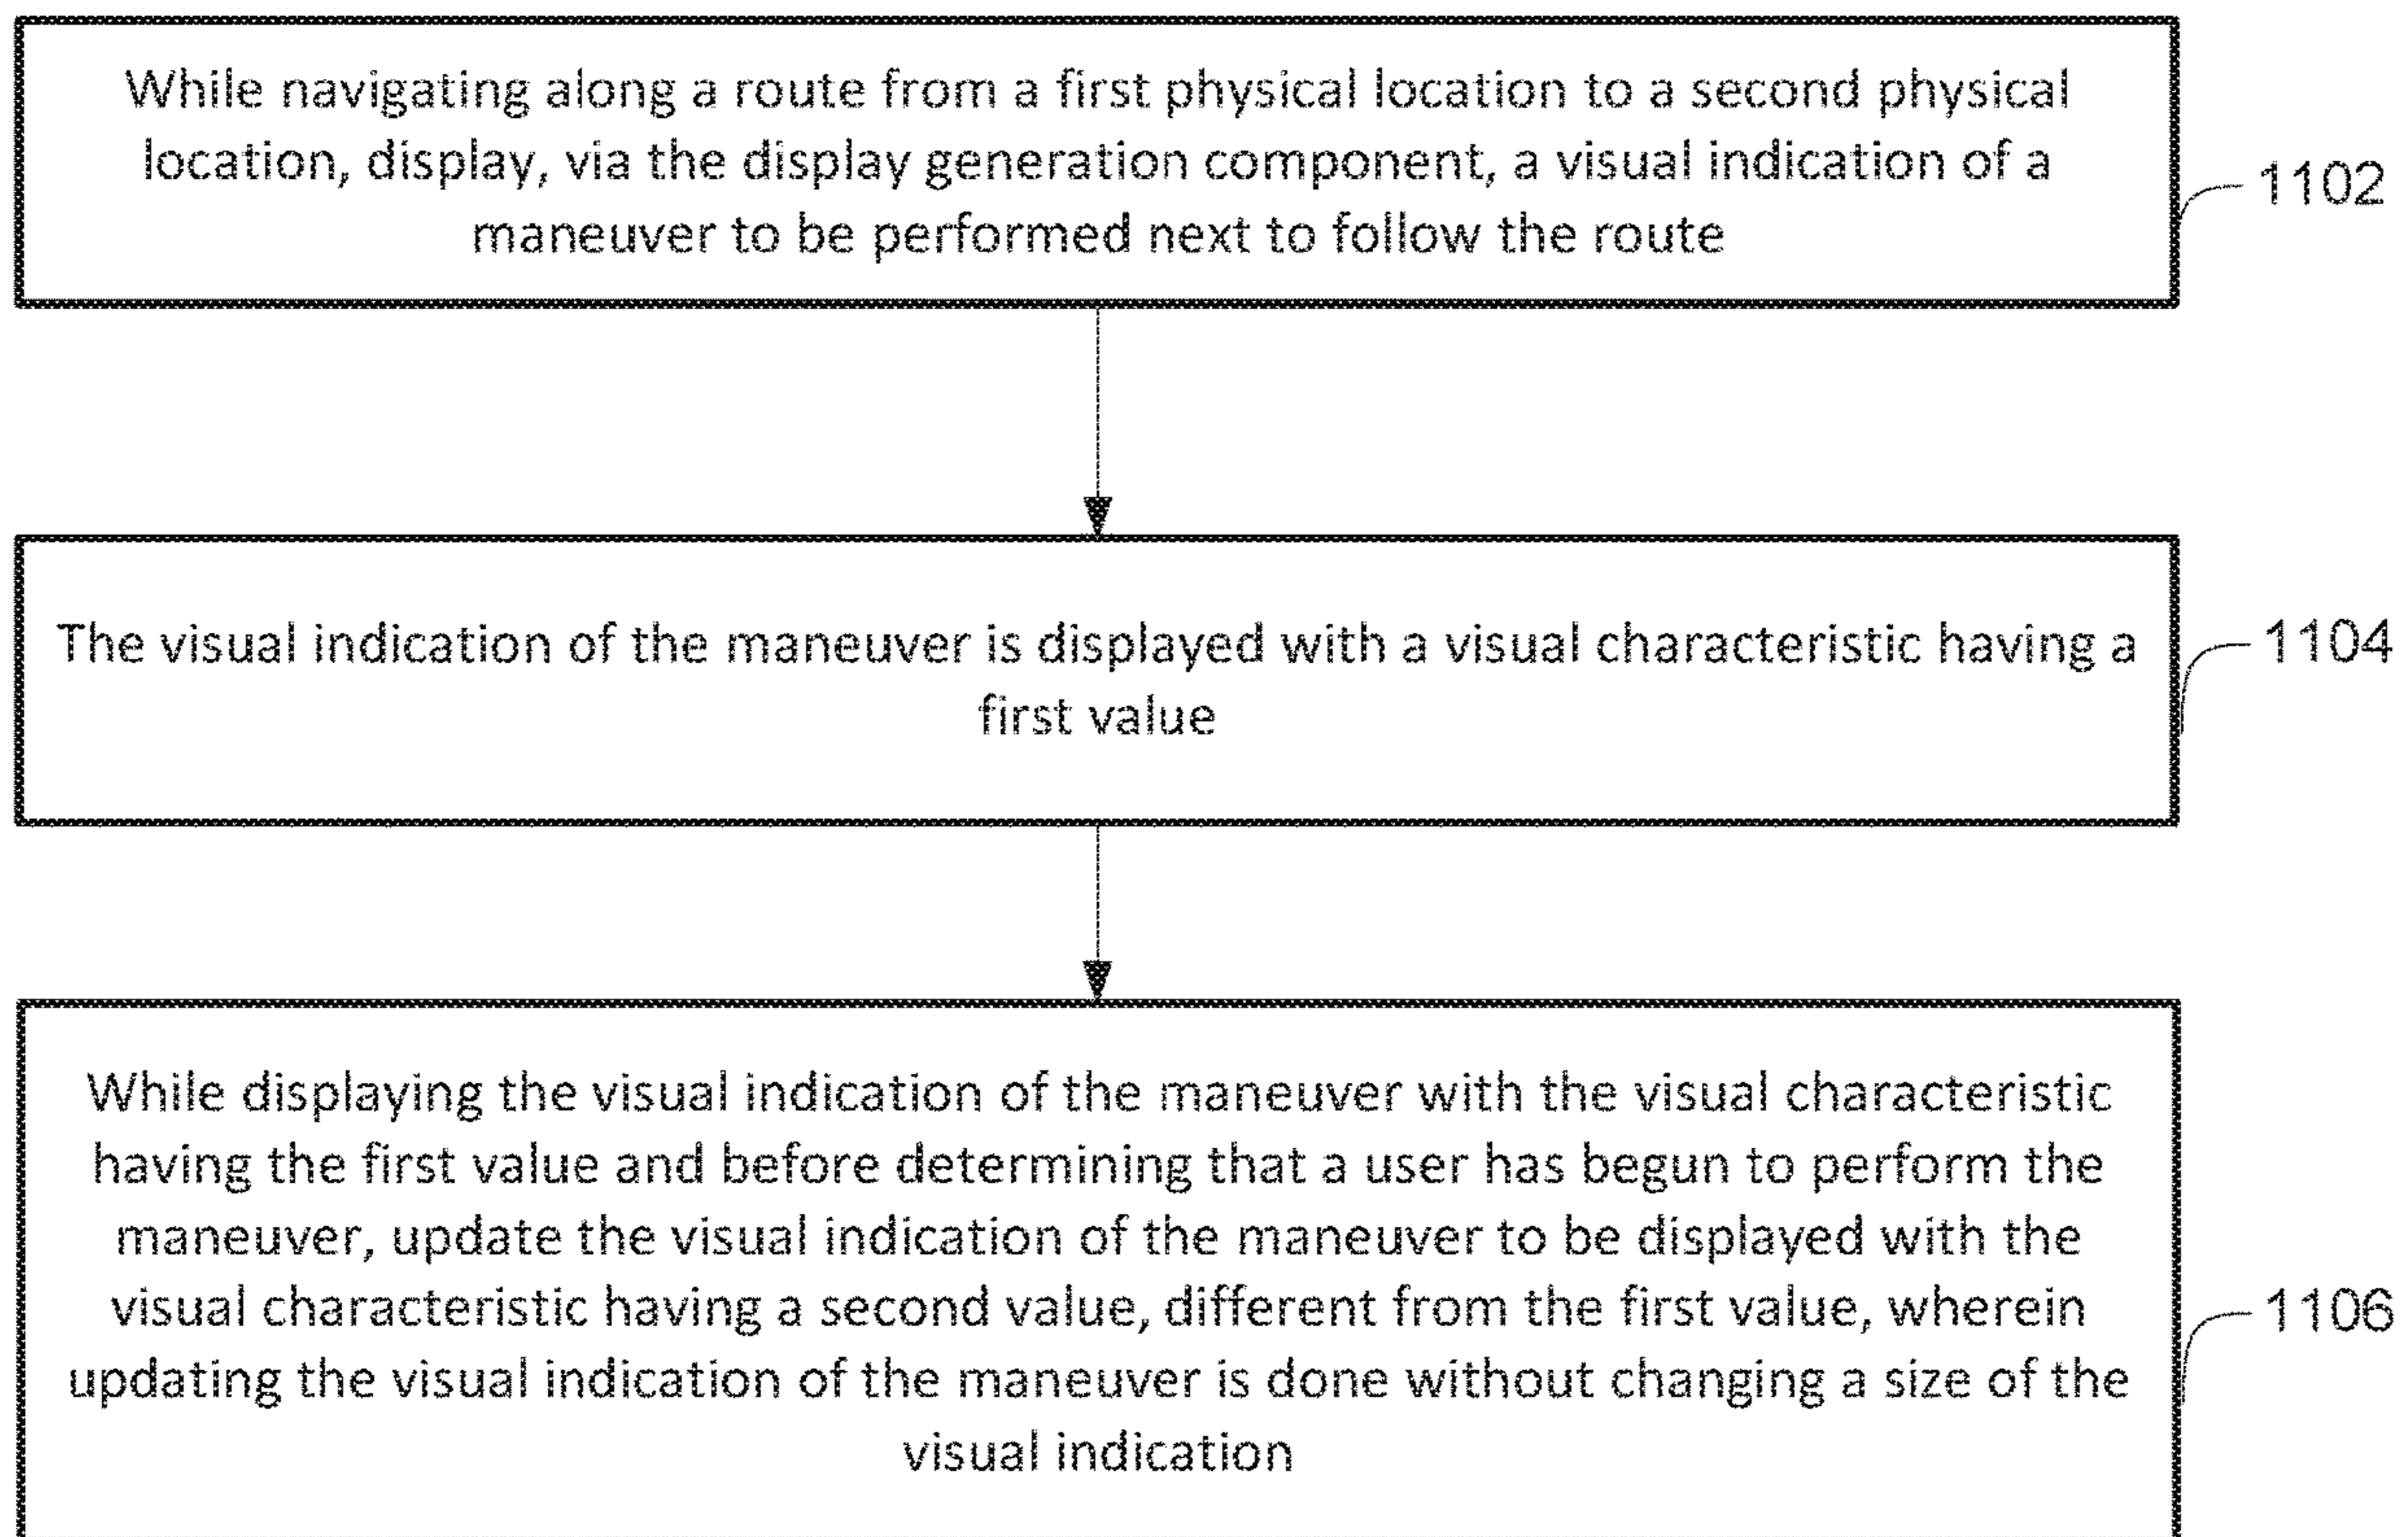 While navigating along a route from a first physical
location, display, via the display generation component, a visual indication of a
maneuver to be performed next to follow the route
1102
The visual indication of the maneuver is displayed with a visual characteristic having a
first value
1104
While displaying the visual indication of the maneuver with the visual characteristic
having the first value and before determining that a user has begun to perform the
maneuver, update the visual indication of the maneuver to be displayed with the
visual characteristic having a second value, different from the first value, wherein
updating the visual indication of the maneuver is done without changing a size of the
visual indication
1106